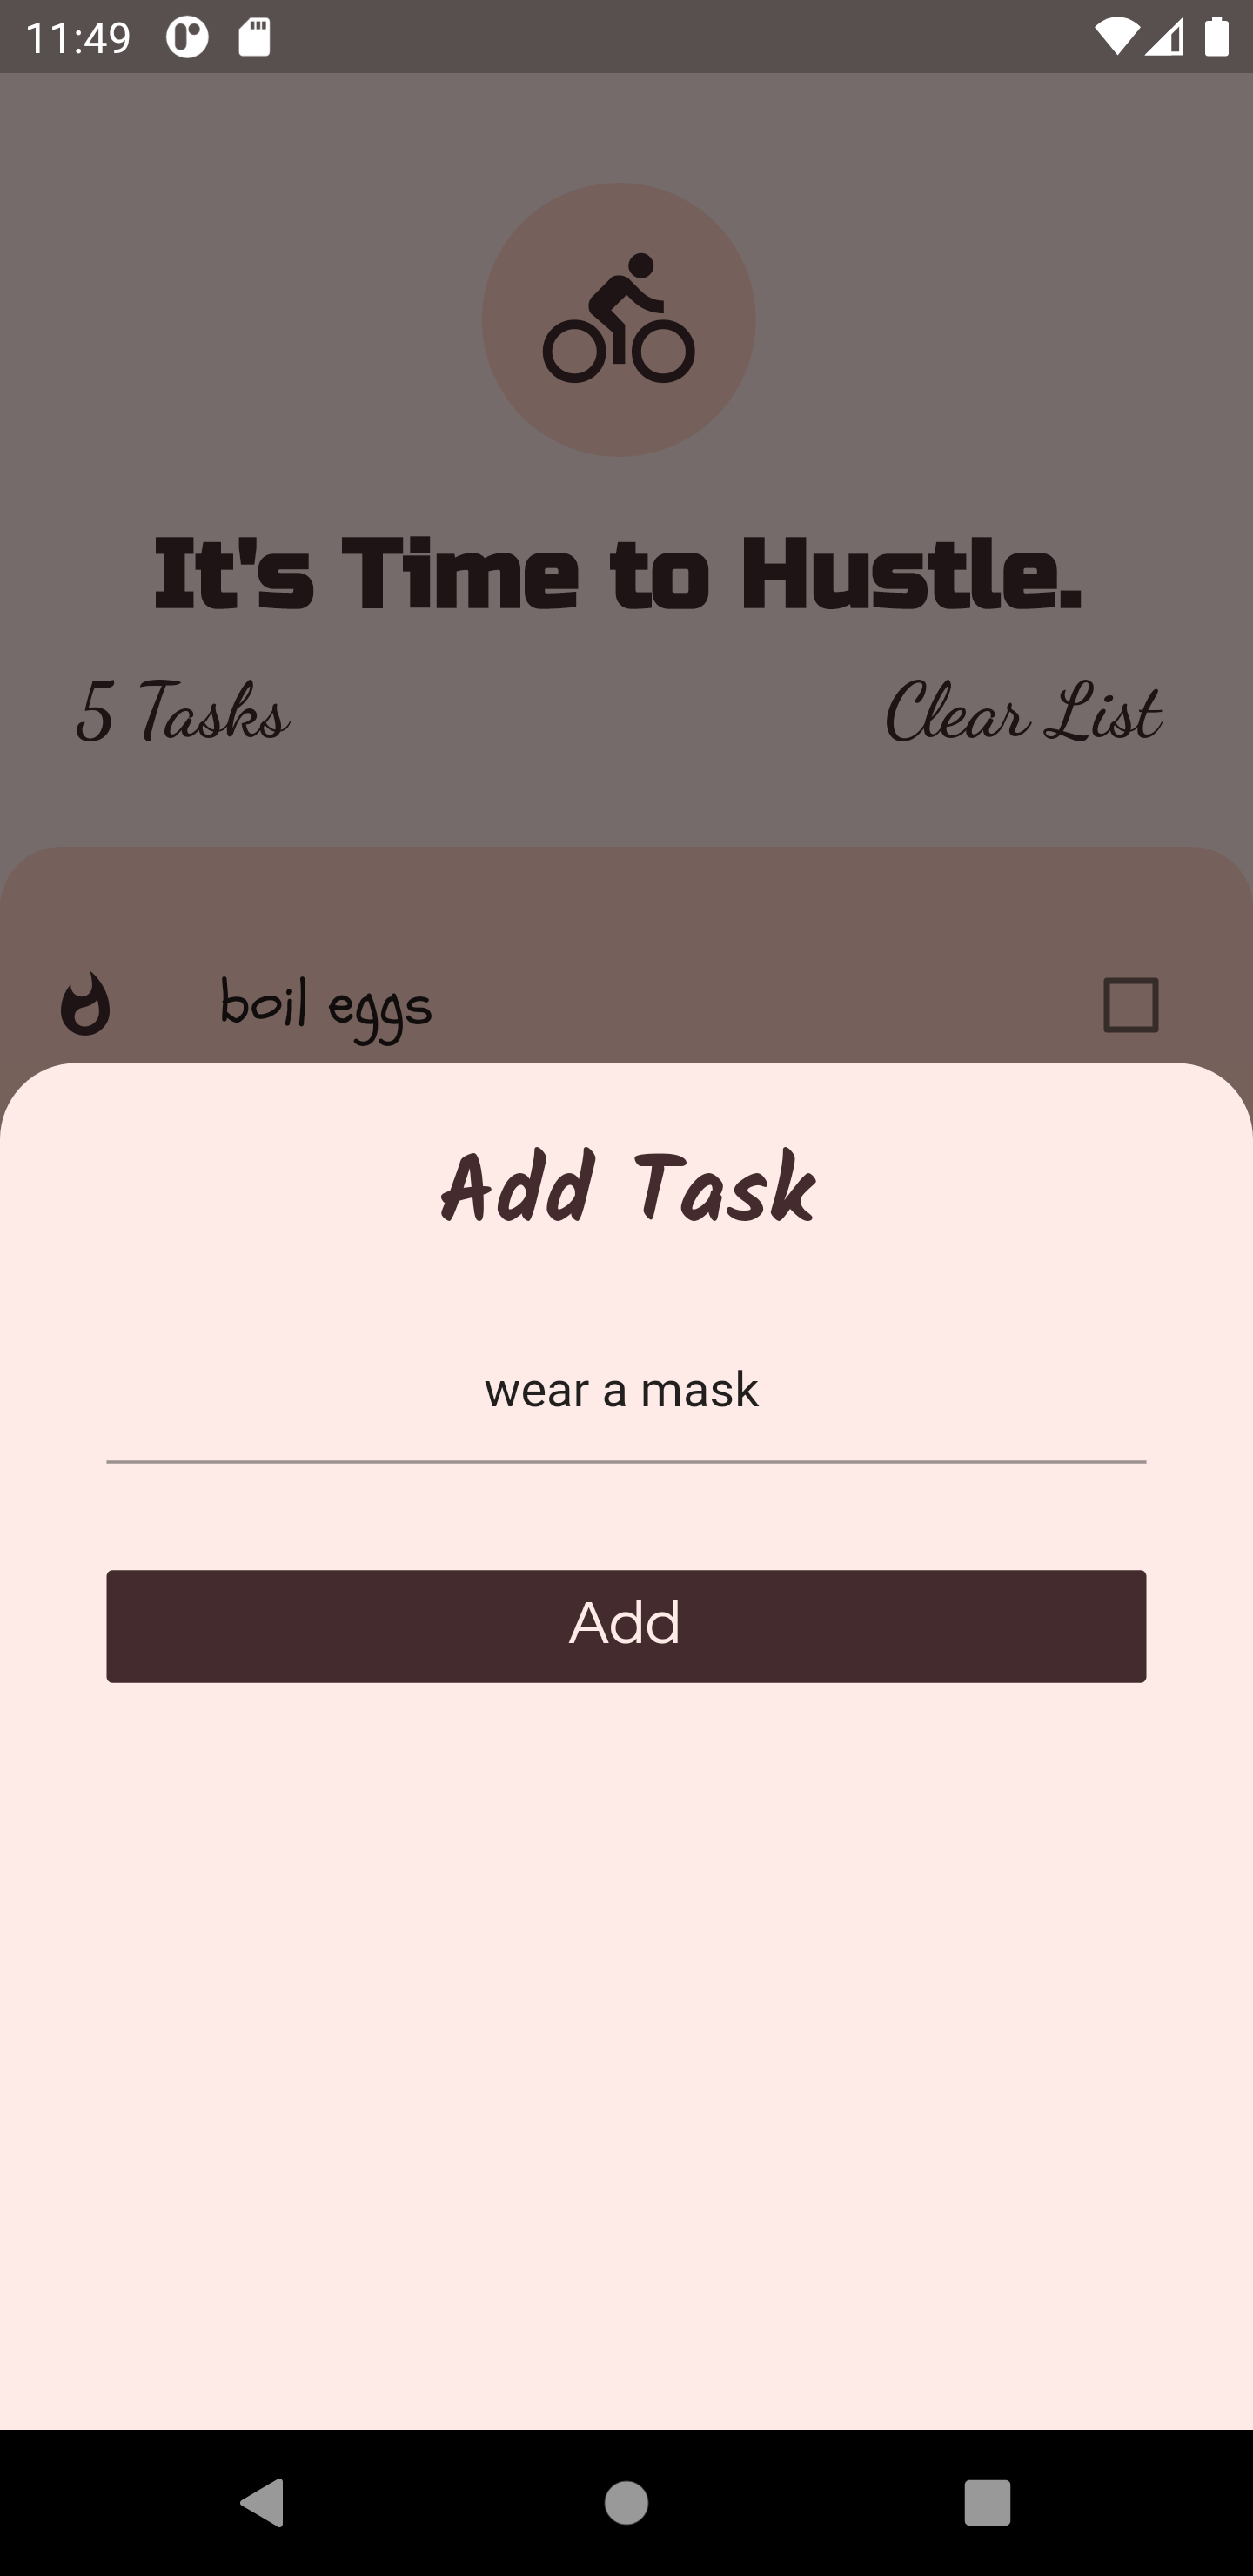 11:49
It's Time to Hustle.
5 Tasks Clear List
boil eggs
Add Task
wear a mask
Add